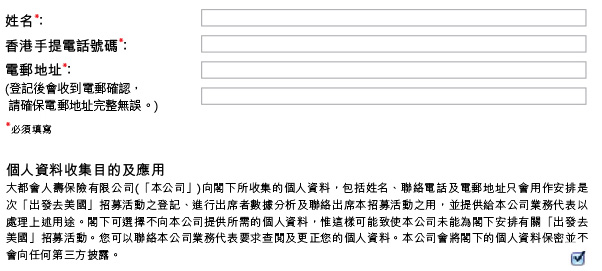 姓名*:
香港手提電話號碼*:
電郵地址*:
(登記後會收到電郵確認，
請確保電郵地址完整無誤。)
*必須填寫
個人資料收集目的及應用
大都會人壽保險有限公司(「本公司」)向閣下所收集的個人資料，包括姓名、聯絡電話及電郵地址只會用作安排是
次「出發去美國」招募活動之登記、進行出席者數據分析及聯絡出席本招募活動之用，並提供給本公司業務代表以
處理上述用途。閣下可選擇不向本公司提供所需的個人資料，惟這樣可能致使本公司未能為閣下安排有關「出發去
美國」招募活動。您可以聯絡本公司業務代表要求查閱及更正您的個人資料。本公司會將閣下的個人資料保密並不
會向任何第三方披露。